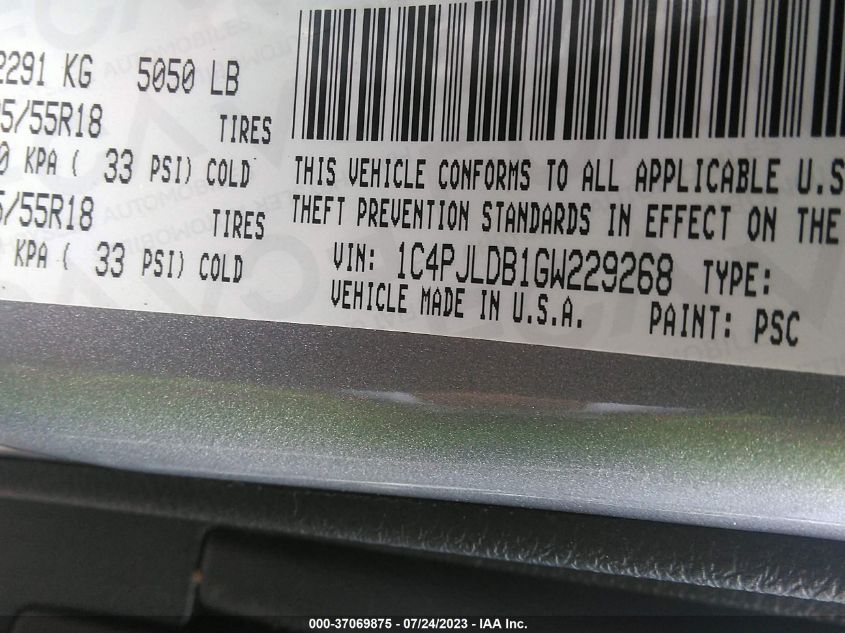 2291 KG 5050 LB
5/55R18 TIRES
0 KPA ( 33 PSI) COLD
5/55R18 TIRES
KPA ( 33 PSI) COLD
THIS VEHICLE CONFORMS TO ALL APPLICABLE U.S
THEFT PREVENTION STANDARDS IN EFFECT ON THE
VIN: 1C4PJLDB1GW229268 TYPE:
VEHICLE MADE IN U.S.A. PAINT: PSC
000-37069875 - 07/24/2023 - IAA Inc.